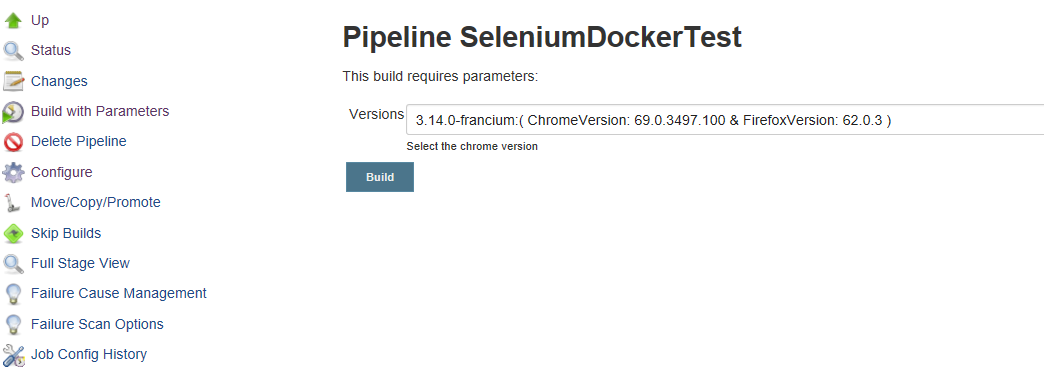 Up
Status
Changes
Build with Parameters
Delete Pipeline
Configure
Move/Copy/Promote
Skip Builds
Full Stage View
Failure Cause Management
Failure Scan Options
Job Config History
Pipeline SeleniumDockerTest
This build requires parameters:
Versions 3.14.0-francium:( ChromeVersion: 69.0.3497.100 & FirefoxVersion: 62.0.3 )
Select the chrome version
Build